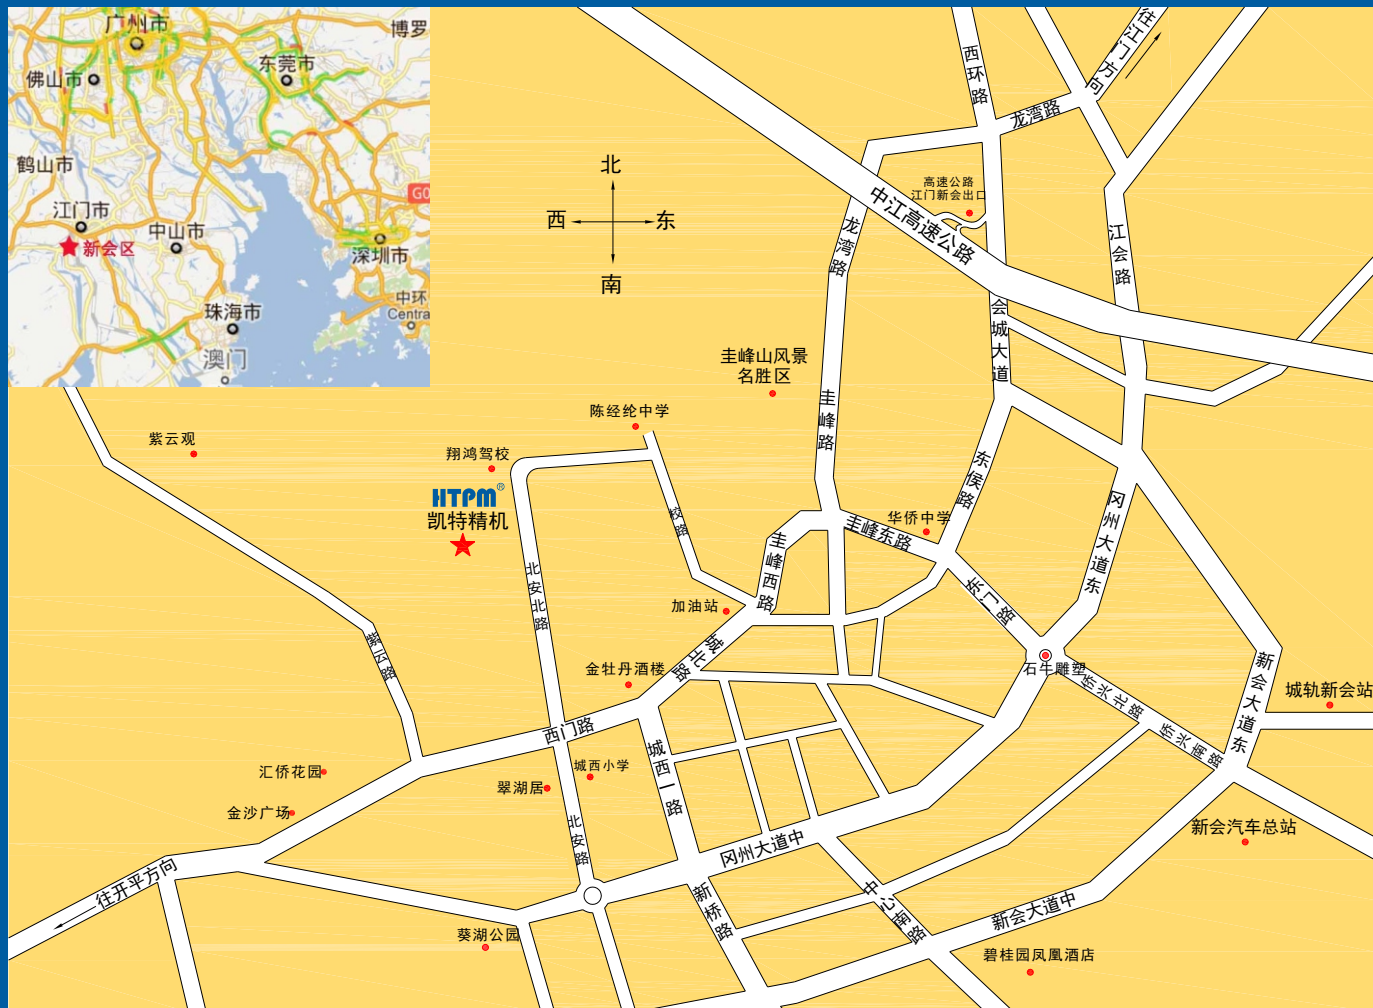 广州市
博罗
东莞市
佛山市
鹤山市
江门市
中山市
新会区
深圳市
珠海市
中环
Centra
澳门
G0
北
西
东
南
西环路
往江门方向
龙湾路
高速公路
江门新会出口
中江高速公路
龙湾路
江会路
会城大道
圭峰山风景
名胜区
圭峰路
陈经纶中学
紫云观
翔鸿驾校
HTPM®
凯特精机
东侯路
校路
华侨中学
圭峰东路
冈州大道东
圭峰西路
北安北路
东门路
加油站
城北路
紫云路
石牛雕塑
金牡丹酒楼
新会大道东
城轨新会站
侨兴北路
侨兴南路
西门路
城西一路
城西小学
汇侨花园
翠湖居
金沙广场
北安路
新会汽车总站
冈州大道中
往开平方向
新桥路
中心南路
新会大道中
葵湖公园
碧桂园凤凰酒店